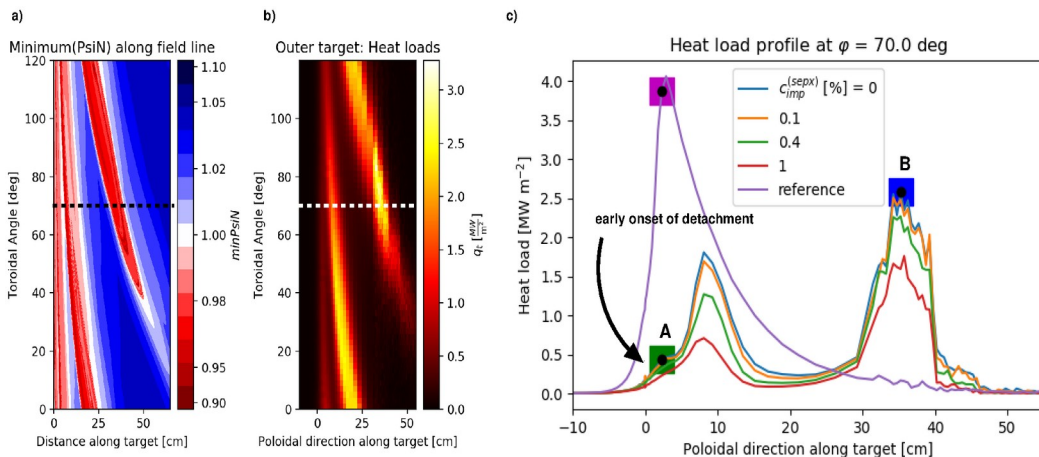 a)
Minimum(PsiN) along field line
120
100
80
60
40
20
0
Toroidal Angle [deg]
0
25
50
Distance along target [cm]
1.10
1.05
1.02
1.00
0.98
0.95
0.90
minPsiN
b)
Outer target: Heat loads
100
80
60
40
20
0
Toroidal Angle [deg]
0
25
50
Poloidal direction along target [cm]
3.0
2.5
2.0
1.5
1.0
0.5
0.0
c)
Heat load profile at φ = 70.0 deg
4.0
3.5
3.0
2.5
2.0
1.5
1.0
0.5
0.0
Heat load [MW m⁻²]
c_imp^(sepx) [%] = 0
0.1
0.4
1
reference
early onset of detachment
A
B
-10
0
10
20
30
40
50
Poloidal direction along target [cm]